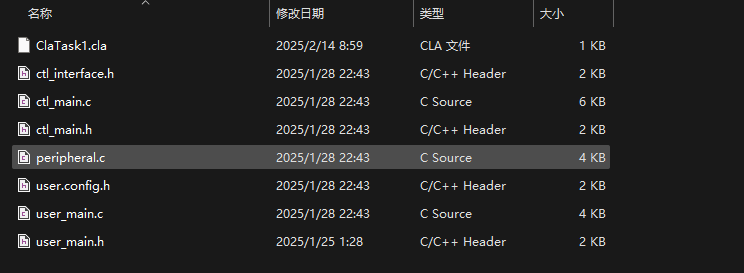 名称 修改日期 类型 大小
ClaTask1.cla 2025/2/14 8:59 CLA 文件 1 KB
ctl_interface.h 2025/1/28 22:43 C/C++ Header 2 KB
ctl_main.c 2025/1/28 22:43 C Source 6 KB
ctl_main.h 2025/1/28 22:43 C/C++ Header 2 KB
peripheral.c 2025/1/28 22:43 C Source 4 KB
user.config.h 2025/1/28 22:43 C/C++ Header 2 KB
user_main.c 2025/1/28 22:43 C Source 4 KB
user_main.h 2025/1/25 1:28 C/C++ Header 2 KB